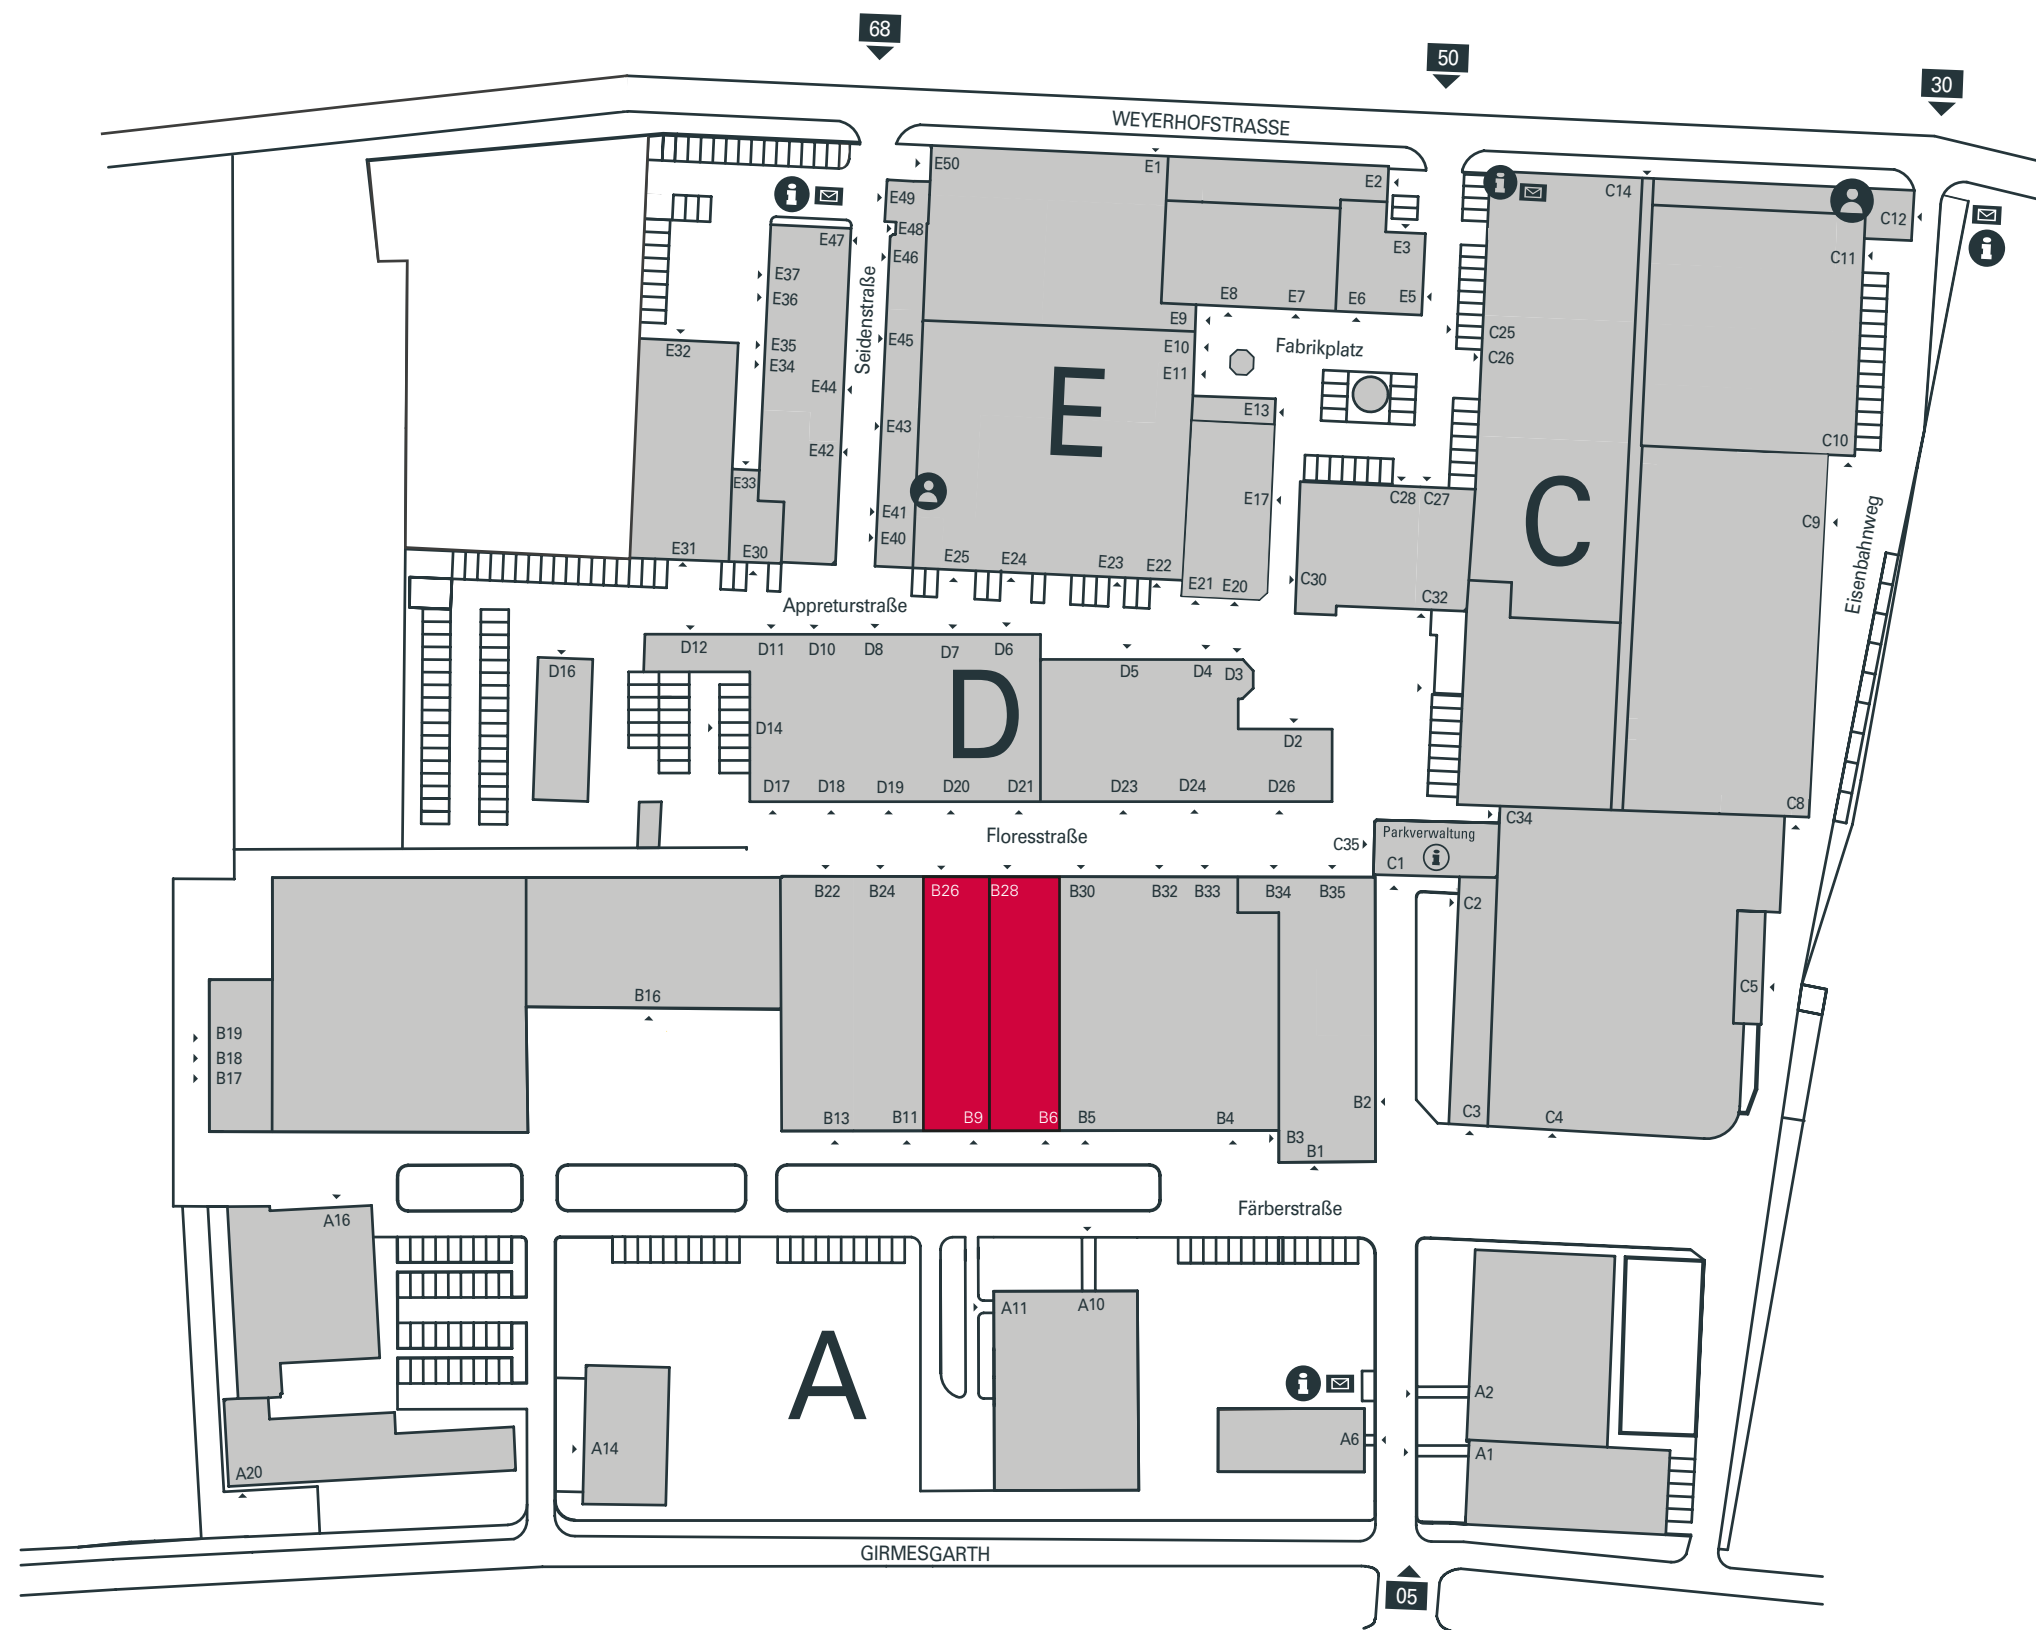 68
50
30
WEYERHOFSTRASSE
E50
E1
E2
E49
E48
E46
E47
E3
E37
E36
E8
E7
E6
E5
E9
E35
E34
E45
E10
E11
E32
E44
E43
E42
E13
E33
E17
E41
E40
E31
E30
E25
E24
E23
E22
E21
E20
Seidenstraße
Fabrikplatz
E
C14
C12
C11
C25
C26
C10
C28
C27
C9
C
C30
C32
Eisenbahnweg
C8
C34
Appreturstraße
D12
D11
D10
D8
D7
D6
D5
D4
D3
D16
D14
D
D2
D17
D18
D19
D20
D21
D23
D24
D26
Floresstraße
C35
Parkverwaltung
C1
C2
C5
C3
C4
B22
B24
B26
B28
B30
B32
B33
B34
B35
B16
B19
B18
B17
B13
B11
B9
B6
B5
B4
B2
B3
B1
Färberstraße
A16
A11
A10
A
A14
A6
A2
A1
A20
GIRMESGARTH
05